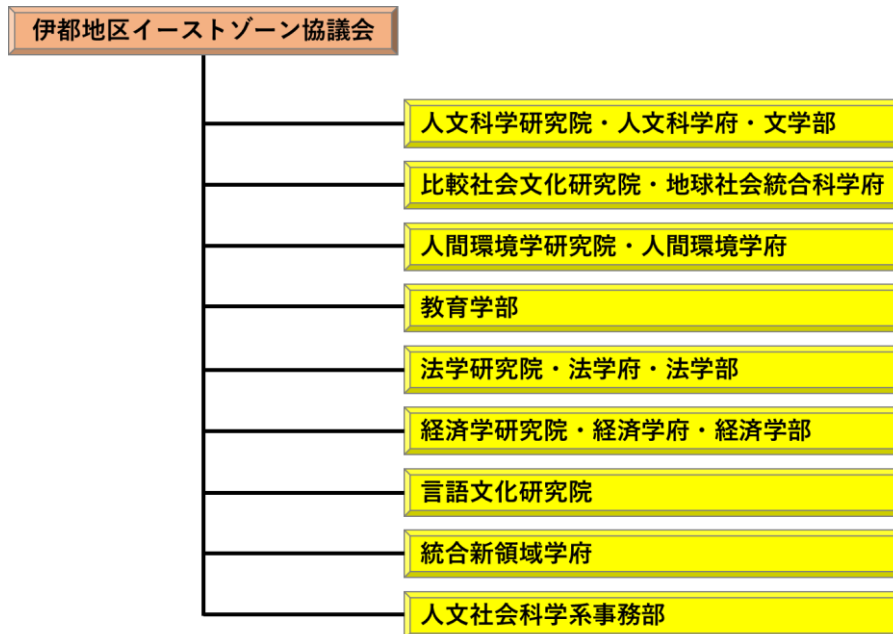 伊都地区イーストゾーン協議会
人文科学研究院・人文科学府・文学部
比較社会文化研究院・地球社会統合科学府
人間環境学研究院・人間環境学府
教育学部
法学研究院・法学府・法学部
経済学研究院・経済学府・経済学部
言語文化研究院
統合新領域学府
人文社会科学系事務部